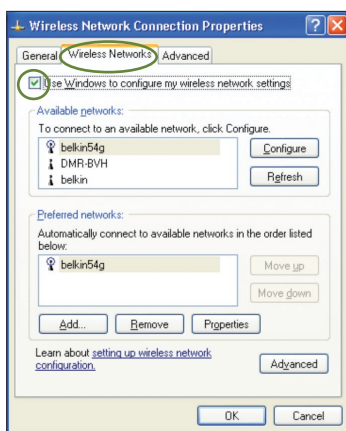 Wireless Network Connection Properties
General Wireless Networks Advanced
Use Windows to configure my wireless network settings
Available networks:
To connect to an available network, click Configure.
belkin54g
DMR-BVH
belkin
Configure
Refresh
Preferred networks:
Automatically connect to available networks in the order listed
below:
belkin54g
Move up
Move down
Add... Remove Properties
Learn about setting up wireless network
configuration.
Advanced
OK Cancel